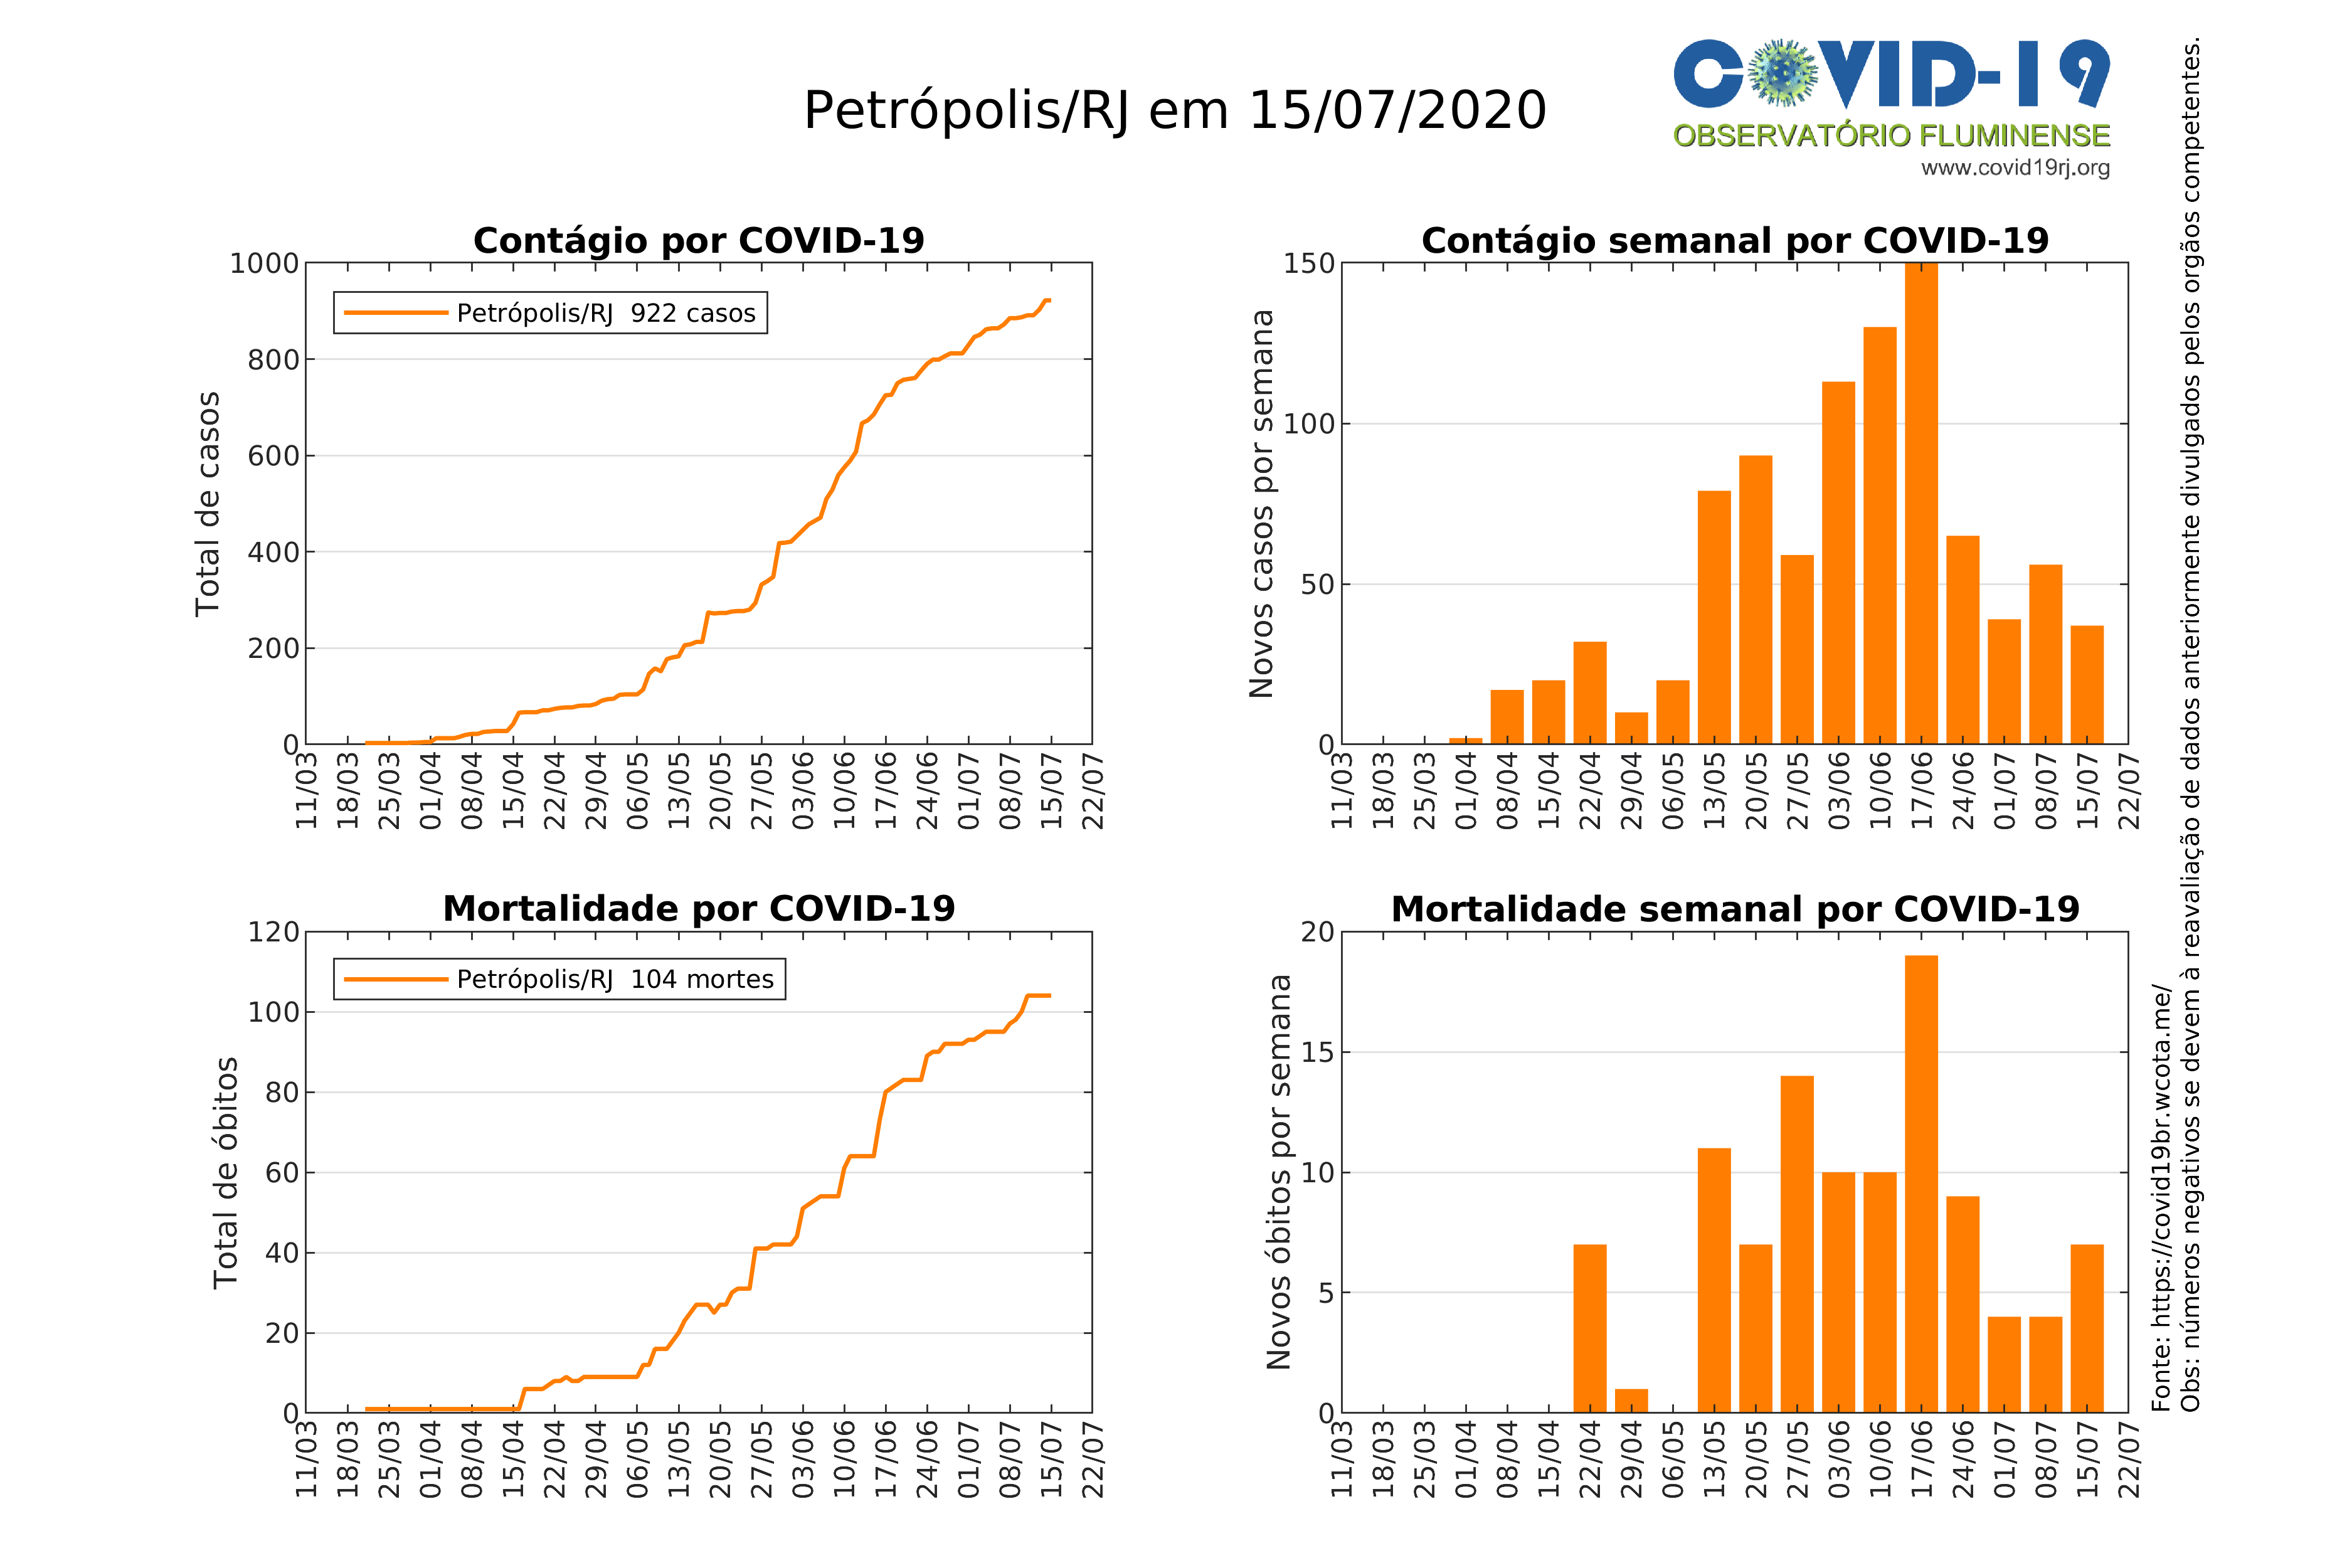 Petrópolis/RJ em 15/07/2020
COVID-19
OBSERVATÓRIO FLUMINENSE
www.covid19rj.org
Contágio por COVID-19
Total de casos
1000
800
600
400
200
0
Petrópolis/RJ 922 casos
11/03 18/03 25/03 01/04 08/04 15/04 22/04 29/04 06/05 13/05 20/05 27/05 03/06 10/06 17/06 24/06 01/07 08/07 15/07 22/07
Contágio semanal por COVID-19
Novos casos por semana
150
100
50
0
11/03 18/03 25/03 01/04 08/04 15/04 22/04 29/04 06/05 13/05 20/05 27/05 03/06 10/06 17/06 24/06 01/07 08/07 15/07 22/07
Mortalidade por COVID-19
Total de óbitos
120
100
80
60
40
20
0
Petrópolis/RJ 104 mortes
11/03 18/03 25/03 01/04 08/04 15/04 22/04 29/04 06/05 13/05 20/05 27/05 03/06 10/06 17/06 24/06 01/07 08/07 15/07 22/07
Mortalidade semanal por COVID-19
Novos óbitos por semana
20
15
10
5
0
11/03 18/03 25/03 01/04 08/04 15/04 22/04 29/04 06/05 13/05 20/05 27/05 03/06 10/06 17/06 24/06 01/07 08/07 15/07 22/07
Fonte: https://covid19br.wcota.me/
Obs: números negativos se devem à reavaliação de dados anteriormente divulgados pelos orgãos competentes.